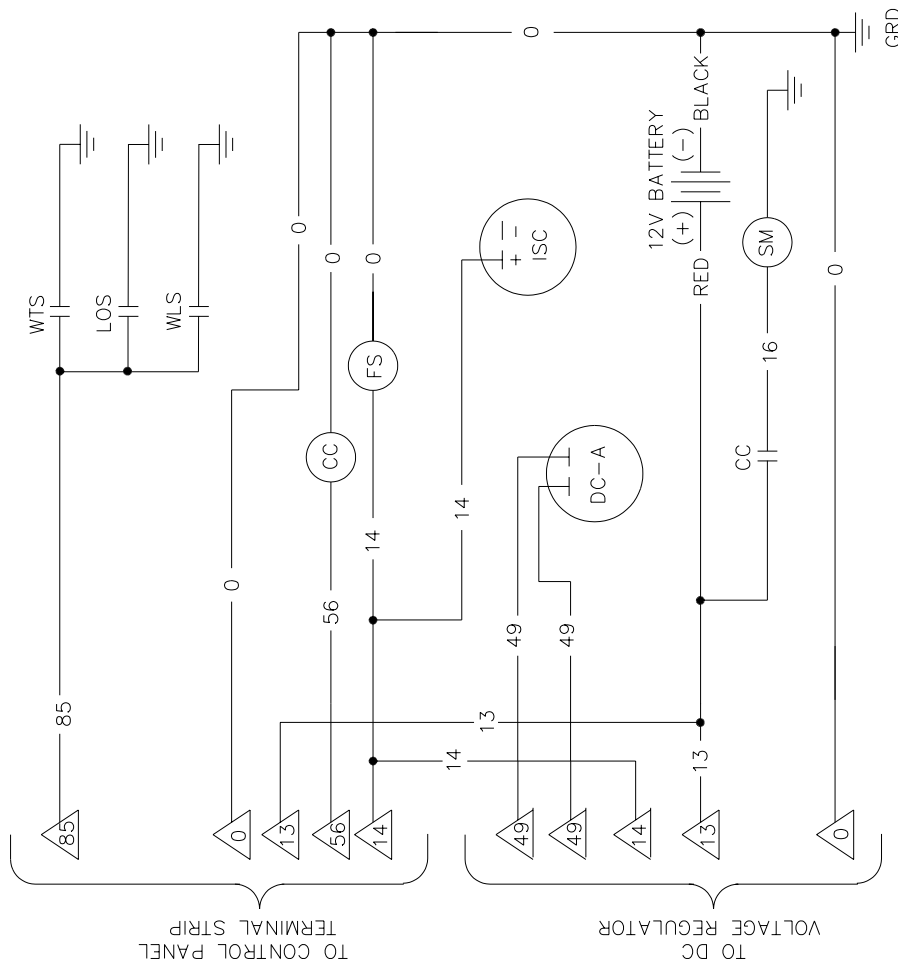 WTS
LOS
WLS
85
0
0
CC
56
0
FS
14
0
14
+ -
ISC
0
GRD
12V BATTERY
(+) (-)
RED
BLACK
SM
16
CC
0
DC-A
49
49
13
14
13
85
0
13
56
14
49
49
14
13
0
TO CONTROL PANEL
TERMINAL STRIP
TO DC
VOLTAGE REGULATOR